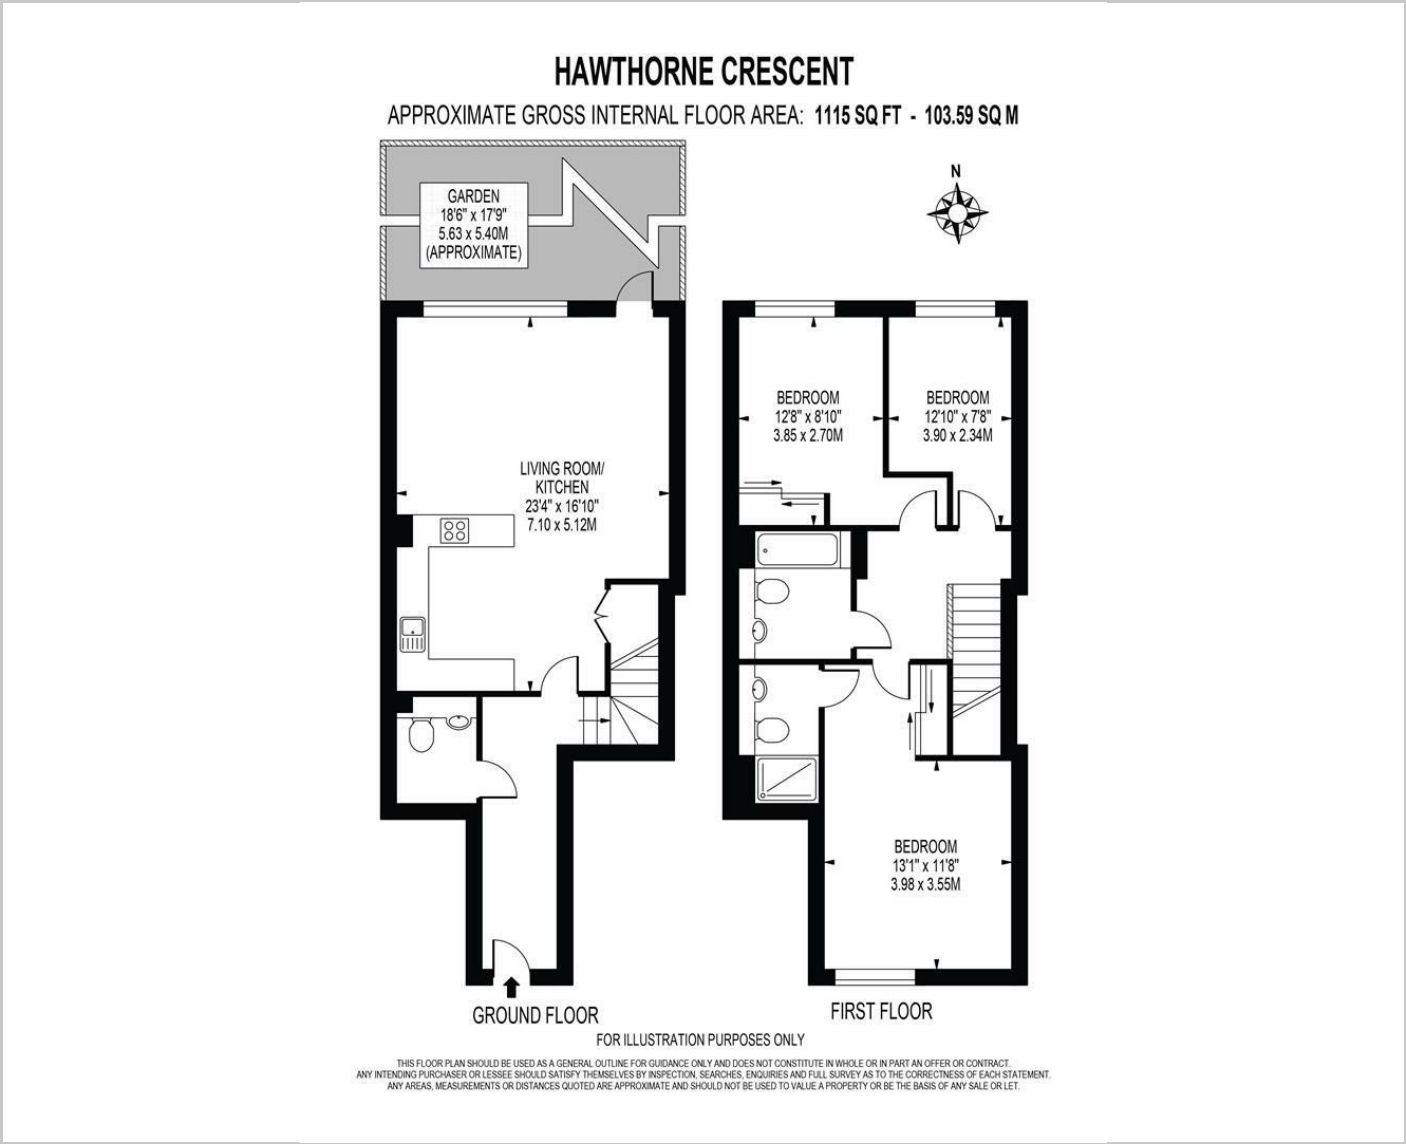 HAWTHORNE CRESCENT
APPROXIMATE GROSS INTERNAL FLOOR AREA: 1115 SQ FT - 103.59 SQ M
N
GARDEN
18'6" x 17'9"
5.63 x 5.40M
(APPROXIMATE)
LIVING ROOM/
KITCHEN
23'4" x 16'10"
7.10 x 5.12M
GROUND FLOOR
BEDROOM
12'8" x 8'10"
3.85 x 2.70M
BEDROOM
12'10" x 7'8"
3.90 x 2.34M
BEDROOM
13'1" x 11'8"
3.98 x 3.55M
FIRST FLOOR
FOR ILLUSTRATION PURPOSES ONLY
THIS FLOOR PLAN SHOULD BE USED AS A GENERAL OUTLINE FOR GUIDANCE ONLY AND DOES NOT CONSTITUTE IN WHOLE OR IN PART AN OFFER OR CONTRACT.
ANY INTENDING PURCHASER OR LESSEE SHOULD SATISFY THEMSELVES BY INSPECTION, SEARCHES, ENQUIRIES AND FULL SURVEY AS TO THE CORRECTNESS OF EACH STATEMENT.
ANY AREAS, MEASUREMENTS OR DISTANCES QUOTED ARE APPROXIMATE AND SHOULD NOT BE USED TO VALUE A PROPERTY OR BE THE BASIS OF ANY SALE OR LET.